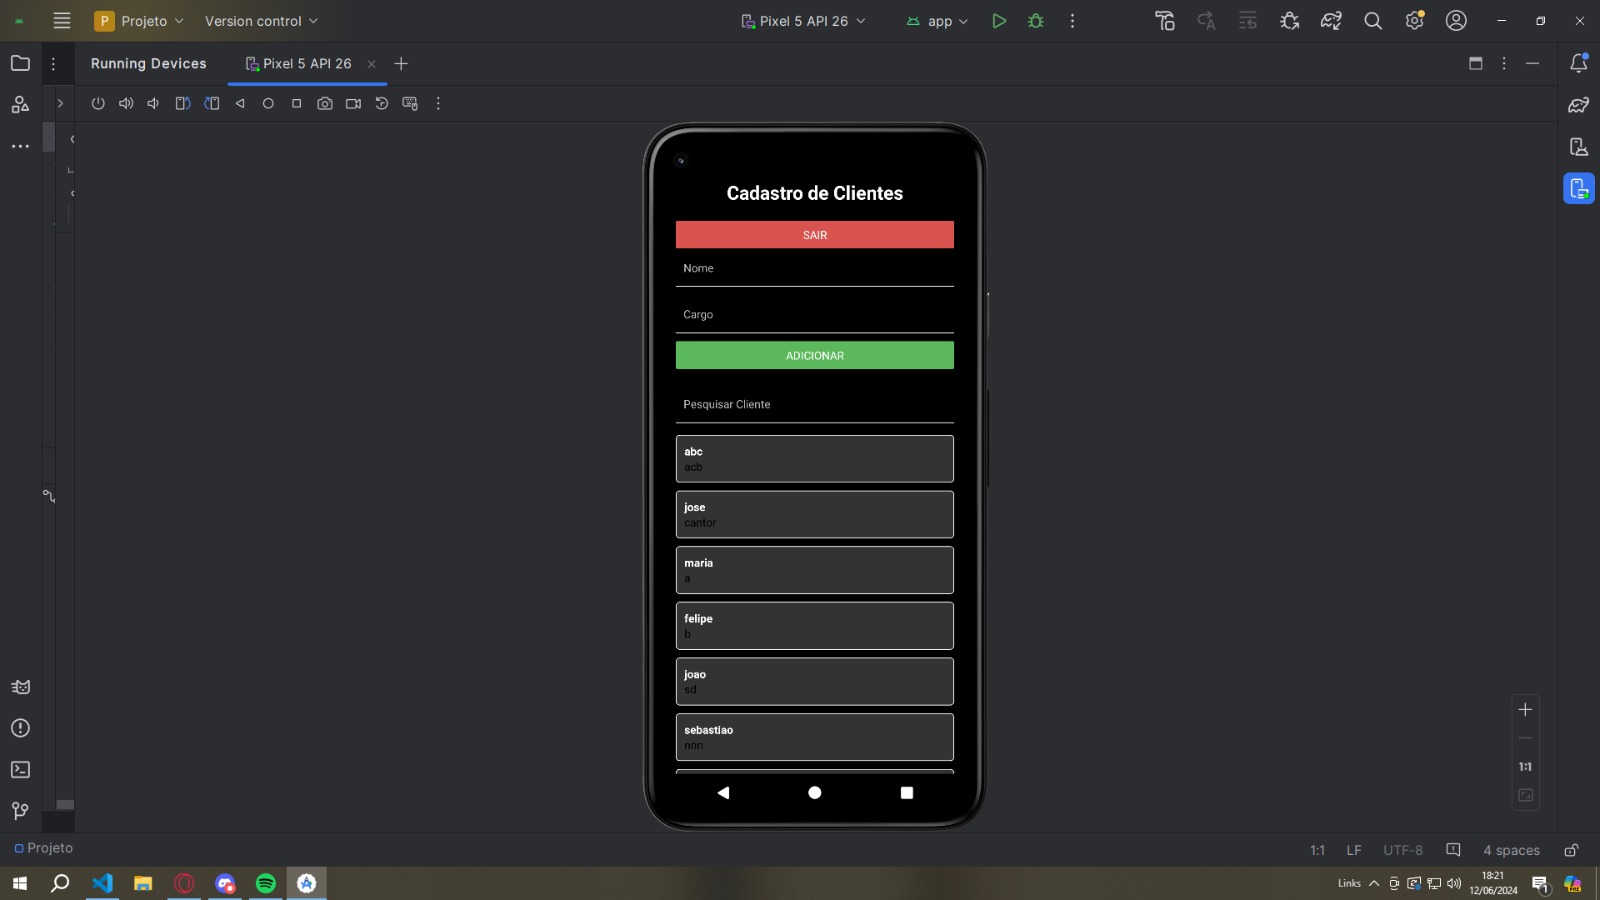 P Projeto Version control Pixel 5 API 26 app
Running Devices Pixel 5 API 26
Cadastro de Clientes
SAIR
Nome
Cargo
ADICIONAR
Pesquisar Cliente
abc
acb
jose
cantor
maria
a
felipe
b
joao
sd
sebastiao
nnn
1:1
Projeto 1:1 LF UTF-8 4 spaces
Links 18:21
12/06/2024
1
PRE